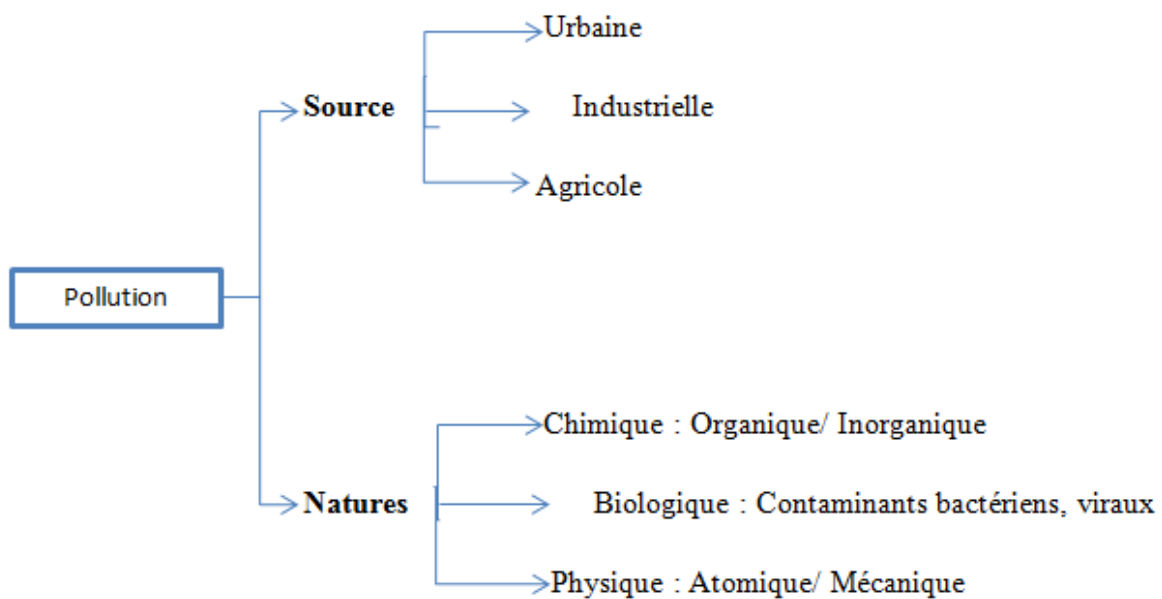 Urbaine
Source
Industrielle
Agricole
Pollution
Chimique : Organique/ Inorganique
Natures
Biologique : Contaminants bactériens, viraux
Physique : Atomique/ Mécanique